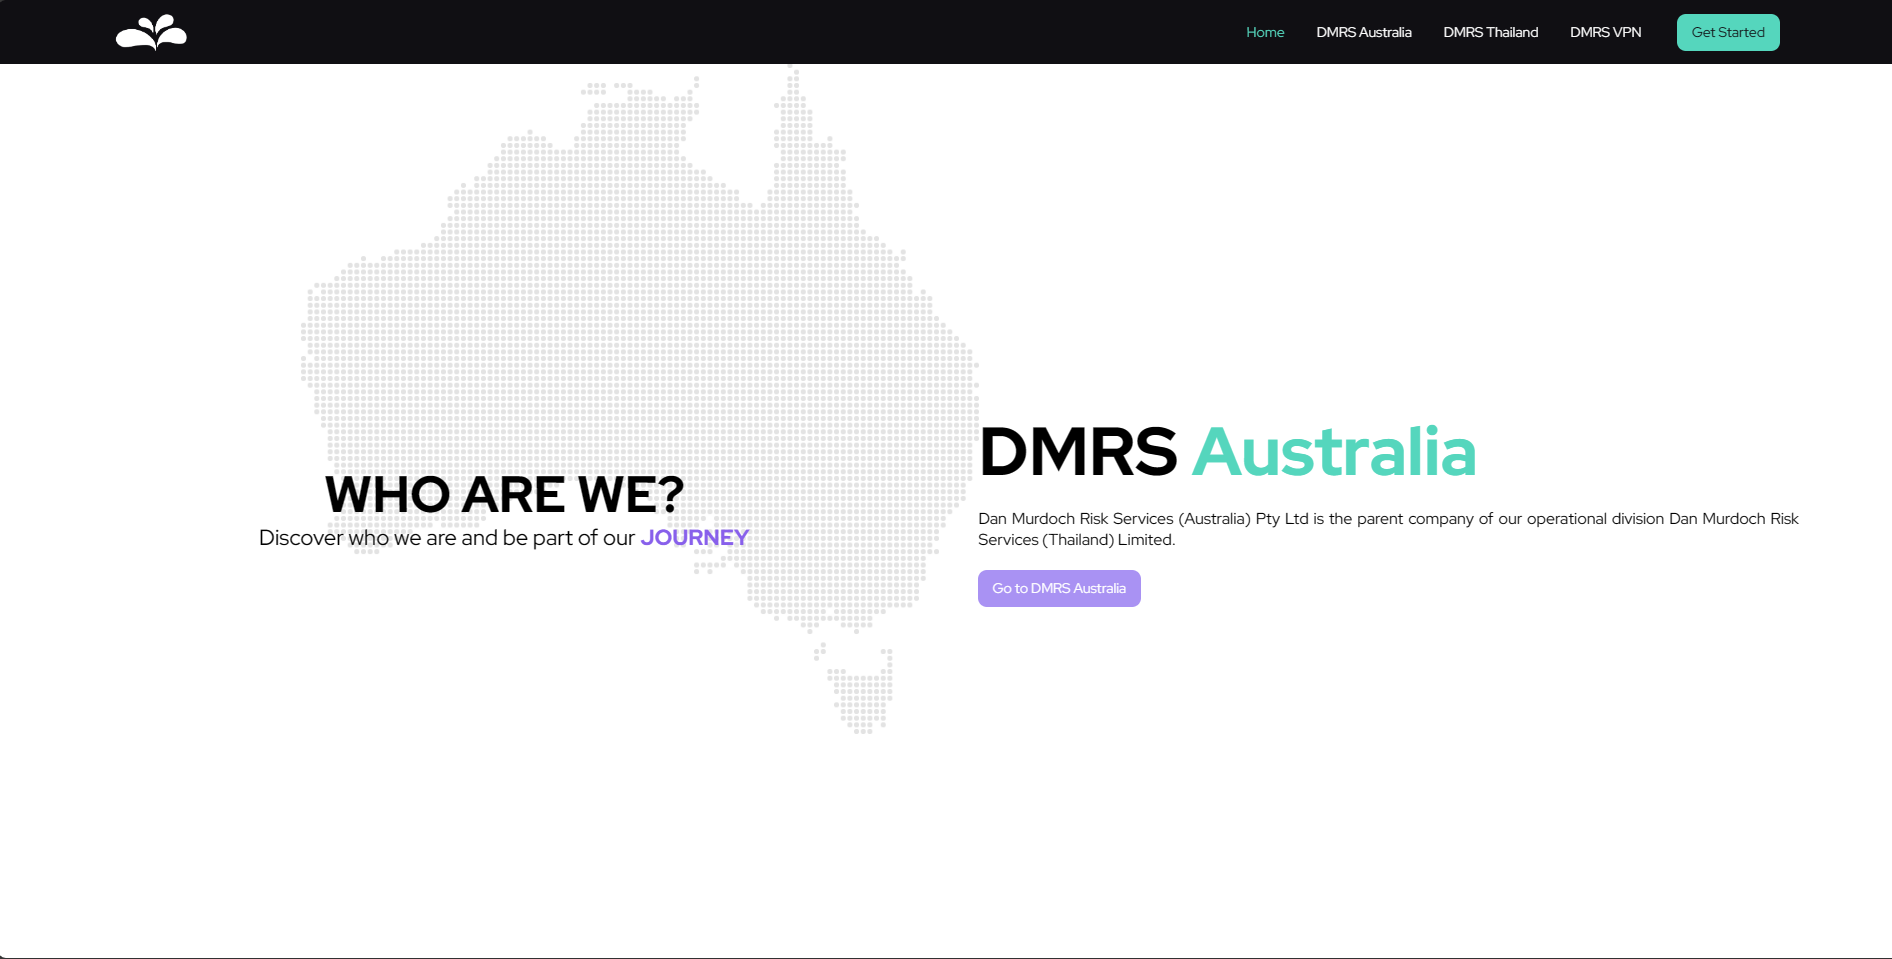 Home
DMRS Australia
DMRS Thailand
DMRS VPN
Get Started
WHO ARE WE?
Discover who we are and be part of our JOURNEY
DMRS Australia
Dan Murdoch Risk Services (Australia) Pty Ltd is the parent company of our operational division Dan Murdoch Risk
Services (Thailand) Limited.
Go to DMRS Australia